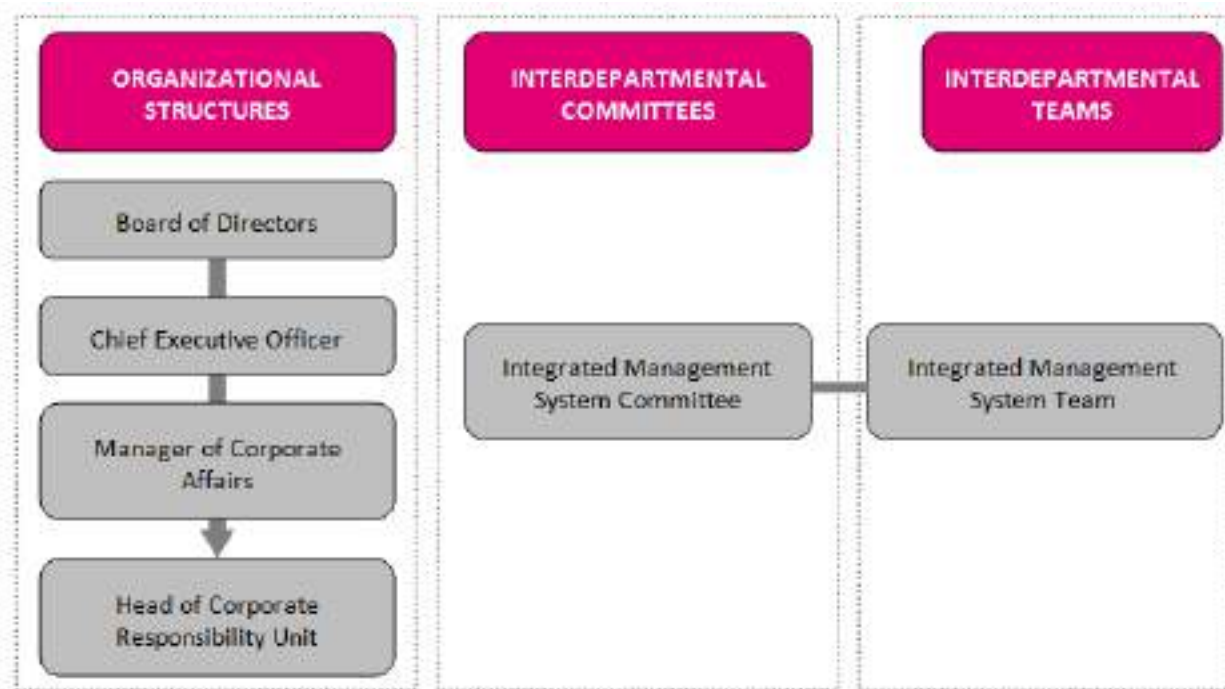 ORGANIZATIONAL
STRUCTURES
Board of Directors
Chief Executive Officer
Manager of Corporate
Affairs
Head of Corporate
Responsibility Unit
INTERDEPARTMENTAL
COMMITTEES
Integrated Management
System Committee
INTERDEPARTMENTAL
TEAMS
Integrated Management
System Team